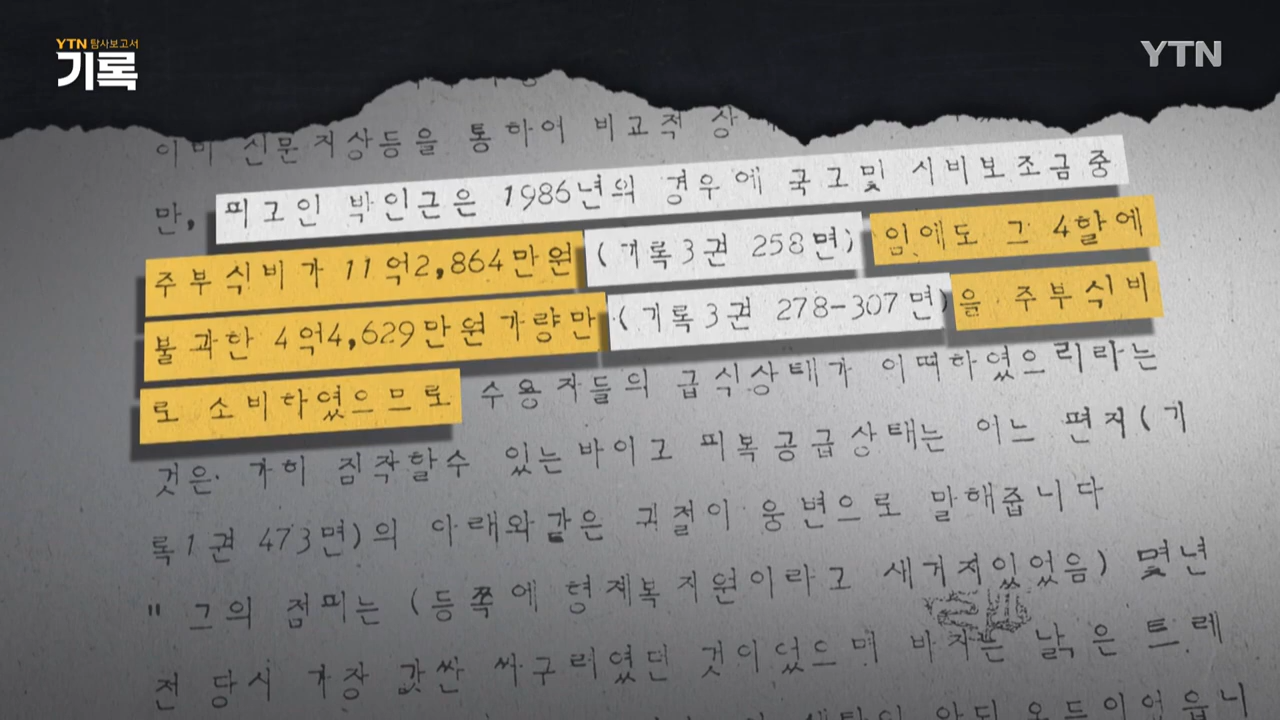 YTN 탐사보고서
기록
YTN
이미 신문지상등을 통하여 비교적 상
만, 피고인 박인근은 1986년의 경우에 국고및 시비보조금중
주부식비가 11억2,864만원 (기록3권 258면) 임에도 그 4할에
불과한 4억4,629만원가량만 (기록3권 278-307면) 을 주부식비
로 소비하였으므로 수용자들의 급식상태가 어떠하였으리라는
것은 가히 짐작할수 있는바이고 피복공급상태는 어느 편지(기
록1권 473면)의 아래와같은 귀절이 웅변으로 말해줍니다
" 그의 점퍼는 (등쪽에 형제복지원이라고 새겨져있었음) 몇년
전 당시 가장 값싼 싸구려였던 것이었으며 바지는 낡은 트레